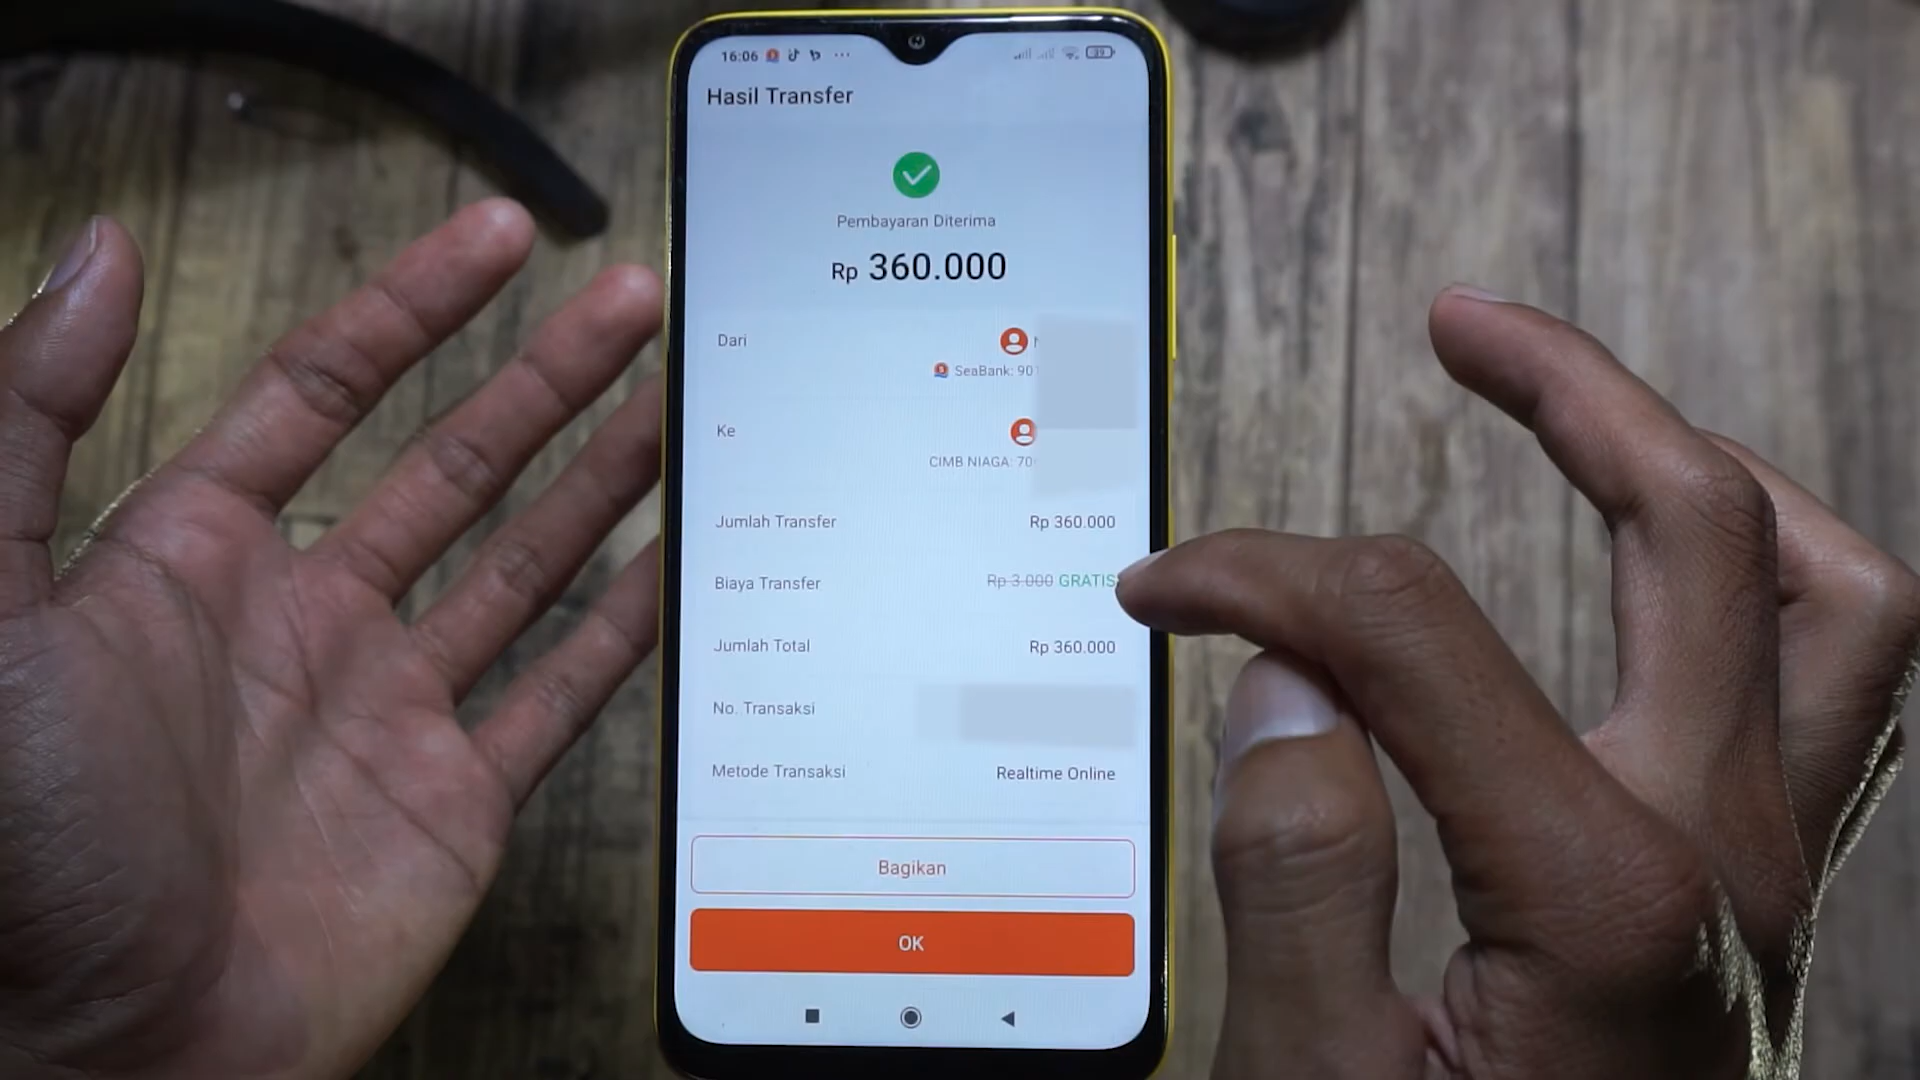 16:06
39
Hasil Transfer
Pembayaran Diterima
Rp 360.000
Dari
SeaBank: 901
Ke
CIMB NIAGA: 70
Jumlah Transfer Rp 360.000
Biaya Transfer Rp 3.000 GRATIS
Jumlah Total Rp 360.000
No. Transaksi
Metode Transaksi Realtime Online
Bagikan
OK